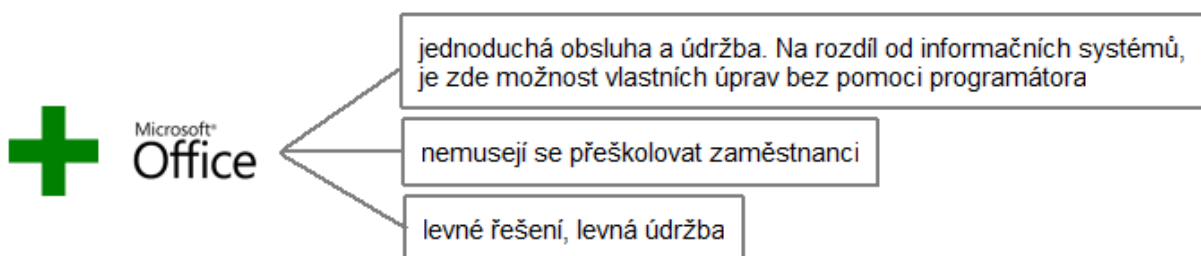 jednoduchá obsluha a údržba. Na rozdíl od informačních systémů,
je zde možnost vlastních úprav bez pomoci programátora
Microsoft®
Office
nemusejí se přeškolovat zaměstnanci
levné řešení, levná údržba